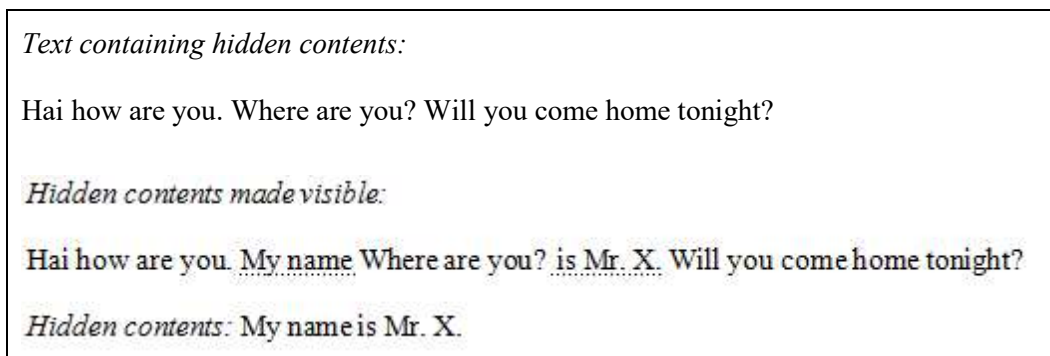 Text containing hidden contents:
Hai how are you. Where are you? Will you come home tonight?
Hidden contents made visible:
Hai how are you. My name Where are you? is Mr. X. Will you come home tonight?
Hidden contents: My name is Mr. X.